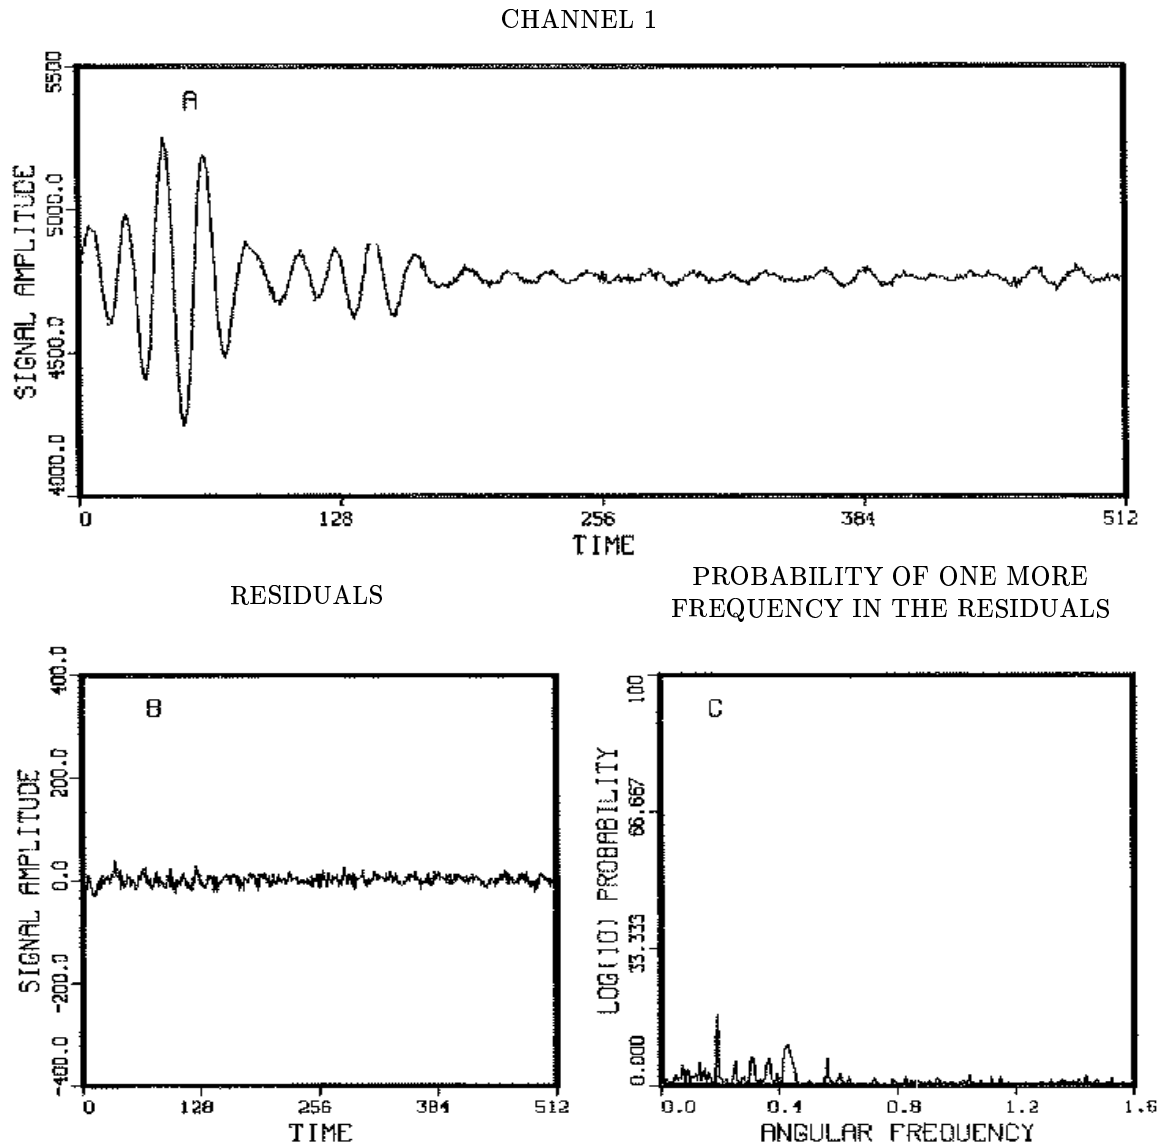 CHANNEL 1
A
SIGNAL AMPLITUDE
5500
5000.0
4500.0
4000.0
0 128 256 384 512
TIME
RESIDUALS
B
SIGNAL AMPLITUDE
400.0
200.0
0.0
-200.0
-400.0
0 128 256 384 512
TIME
PROBABILITY OF ONE MORE
FREQUENCY IN THE RESIDUALS
C
LOG(10) PROBABILITY
100
66.667
33.333
0.000
0.0 0.4 0.8 1.2 1.6
ANGULAR FREQUENCY